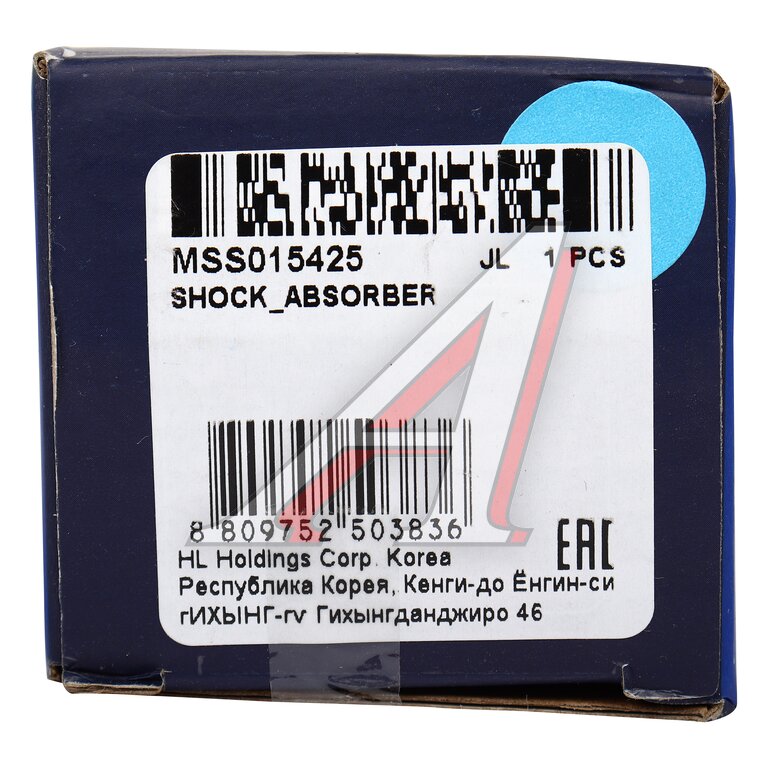 MSS015425 JL 1 PCS
SHOCK_ABSORBER
8 809752 503836
HL Holdings Corp. Korea
EAC
Республика Корея, Кенги-до Ёнгин-си
гИХЫНГ-rv Гихынгданджиро 46